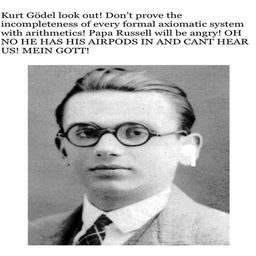 Kurt Gödel look out! Don't prove the
incompleteness of every formal axiomatic system
with arithmetics! Papa Russell will be angry! OH
NO HE HAS HIS AIRPODS IN AND CANT HEAR
US! MEIN GOTT!